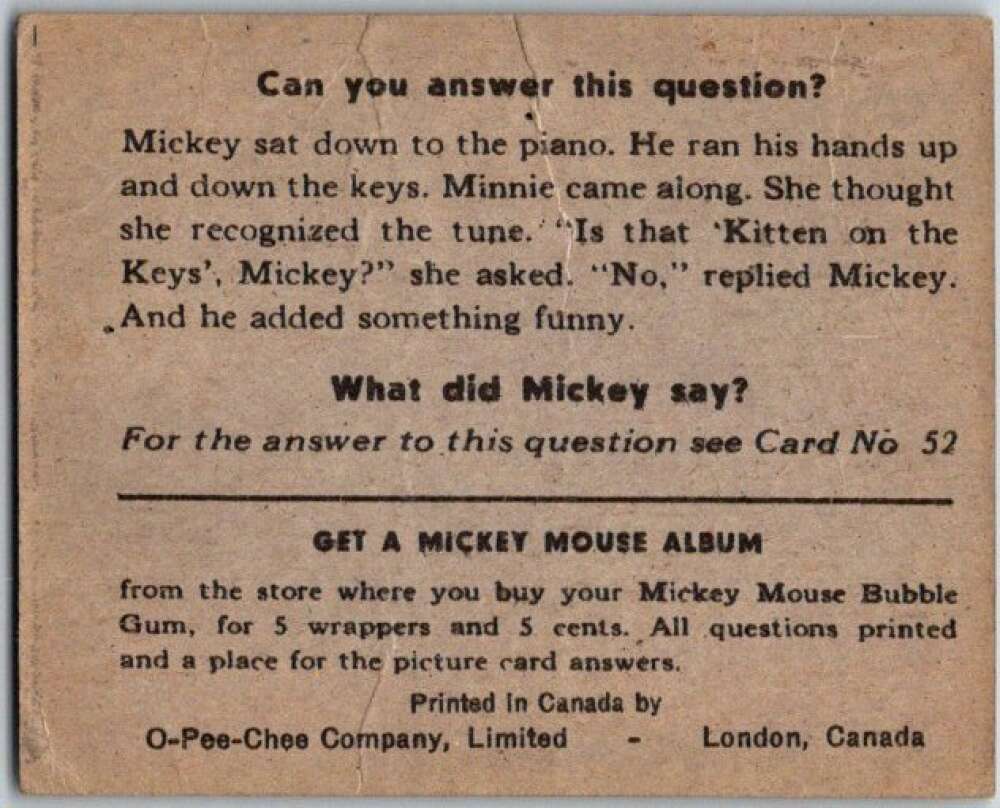 Can you answer this question?
Mickey sat down to the piano. He ran his hands up
and down the keys. Minnie came along. She thought
she recognized the tune. "Is that 'Kitten on the
Keys', Mickey?" she asked. "No," replied Mickey.
And he added something funny.
What did Mickey say?
For the answer to this question see Card No 52
GET A MICKEY MOUSE ALBUM
from the store where you buy your Mickey Mouse Bubble
Gum, for 5 wrappers and 5 cents. All questions printed
and a place for the picture card answers.
Printed in Canada by
O-Pee-Chee Company, Limited - London, Canada